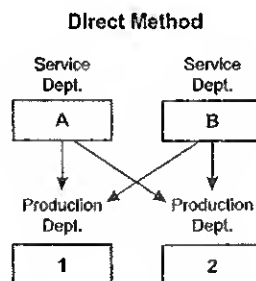 Direct Method
Service Dept.
Service Dept.
A
B
Production Dept.
Production Dept.
1
2